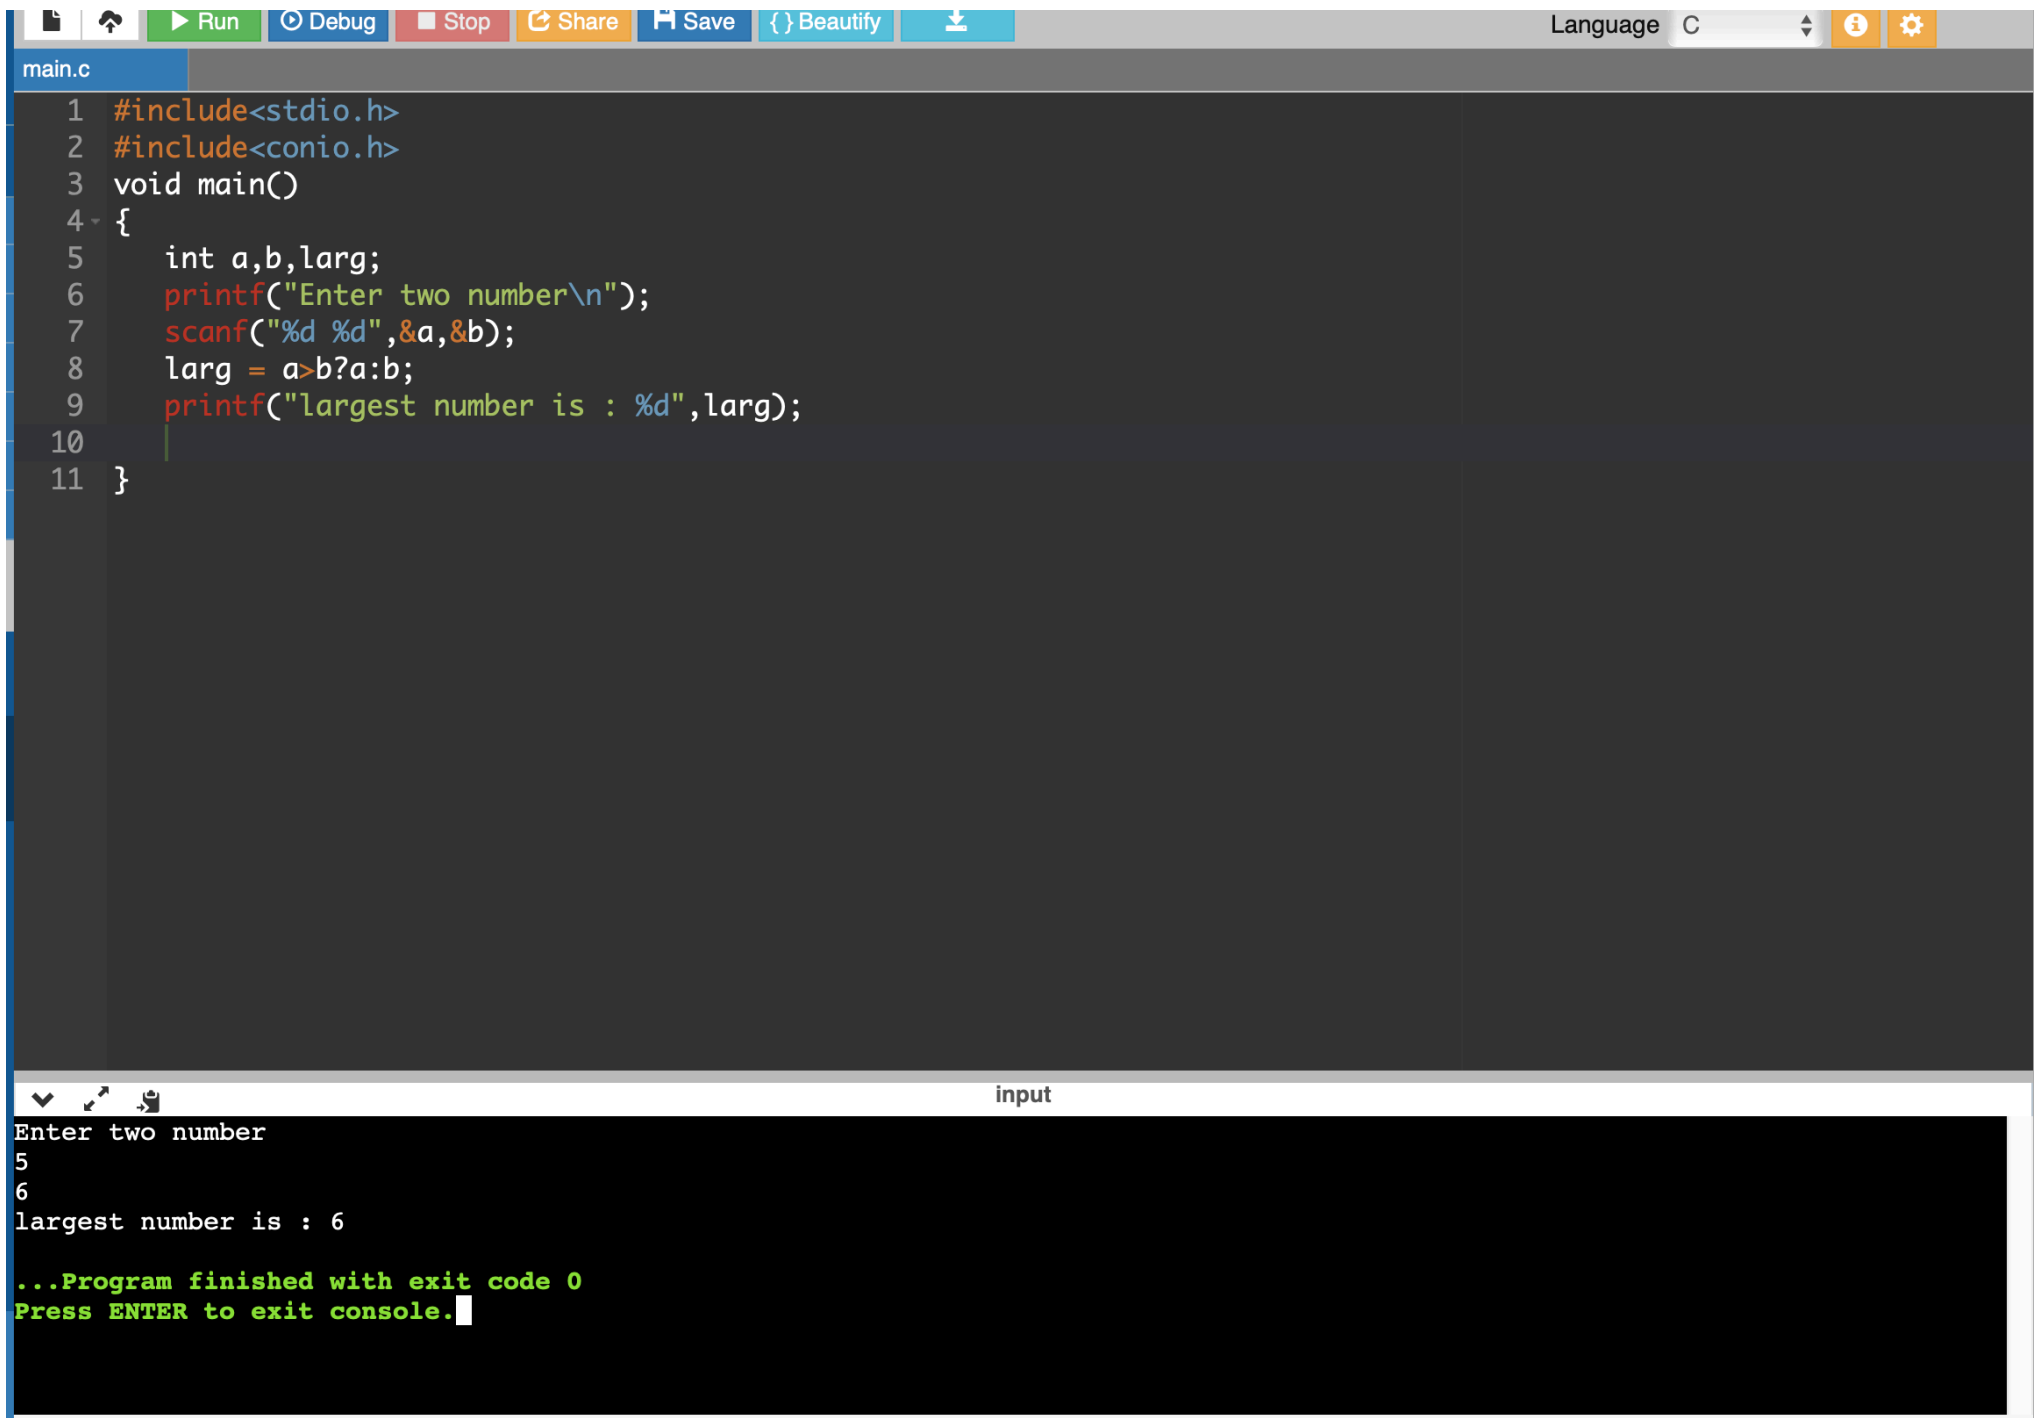 Run Debug Stop Share Save {} Beautify Language C
main.c
1 #include<stdio.h>
2 #include<conio.h>
3 void main()
4 {
5 int a,b,larg;
6 printf("Enter two number\n");
7 scanf("%d %d",&a,&b);
8 larg = a>b?a:b;
9 printf("largest number is : %d",larg);
10
11 }
input
Enter two number
5
6
largest number is : 6
...Program finished with exit code 0
Press ENTER to exit console.